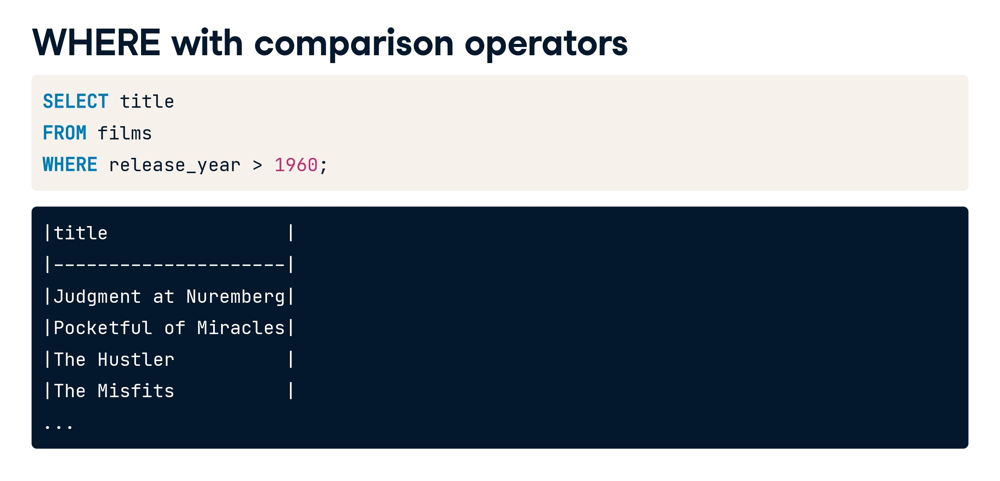 WHERE with comparison operators
SELECT title
FROM films
WHERE release_year > 1960;
|title                |
|---------------------|
|Judgment at Nuremberg|
|Pocketful of Miracles|
|The Hustler          |
|The Misfits          |
...